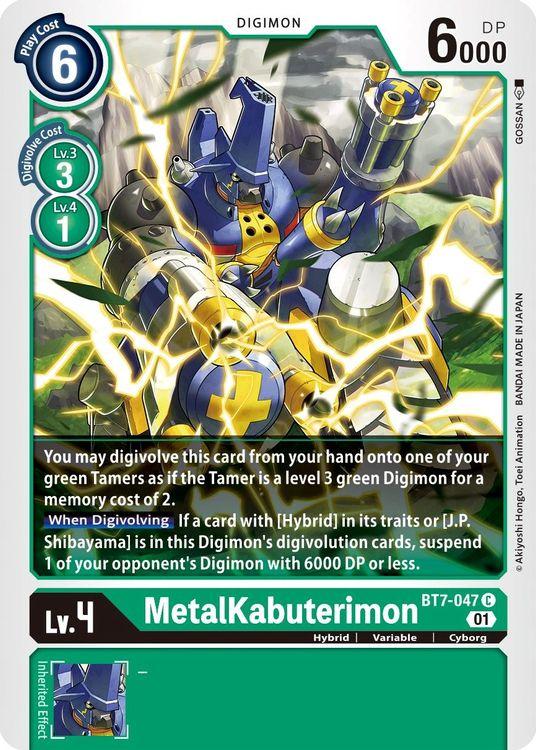 DIGIMON
Play Cost
6
DP
6000
Digivolve Cost
Lv.3
3
Lv.4
1
GOSSAN
© Akiyoshi Hongo, Toei Animation BANDAI MADE IN JAPAN
You may digivolve this card from your hand onto one of your
green Tamers as if the Tamer is a level 3 green Digimon for a
memory cost of 2.
When Digivolving If a card with [Hybrid] in its traits or [J.P.
Shibayama] is in this Digimon's digivolution cards, suspend
1 of your opponent's Digimon with 6000 DP or less.
Lv.4 MetalKabuterimon BT7-047 C
01
Hybrid | Variable | Cyborg
Inherited Effect
–